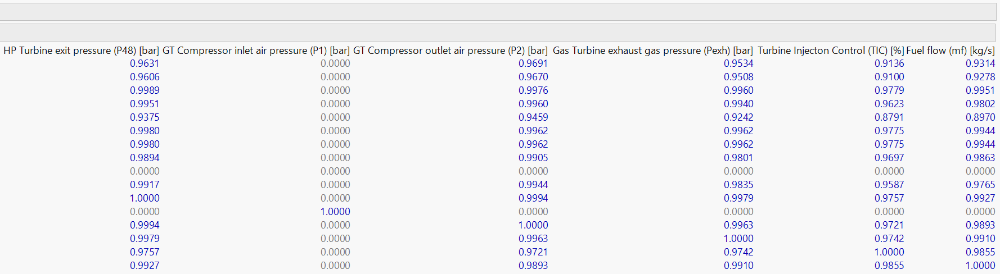 HP Turbine exit pressure (P48) [bar] GT Compressor inlet air pressure (P1) [bar] GT Compressor outlet air pressure (P2) [bar] Gas Turbine exhaust gas pressure (Pexh) [bar] Turbine Injecton Control (TIC) [%] Fuel flow (mf) [kg/s]
0.9631 0.0000 0.9691 0.9534 0.9136 0.9314
0.9606 0.0000 0.9670 0.9508 0.9100 0.9278
0.9989 0.0000 0.9976 0.9960 0.9779 0.9951
0.9951 0.0000 0.9960 0.9940 0.9623 0.9802
0.9375 0.0000 0.9459 0.9242 0.8791 0.8970
0.9980 0.0000 0.9962 0.9962 0.9775 0.9944
0.9980 0.0000 0.9962 0.9962 0.9775 0.9944
0.9894 0.0000 0.9905 0.9801 0.9697 0.9863
0.0000 0.0000 0.0000 0.0000 0.0000 0.0000
0.9917 0.0000 0.9944 0.9835 0.9587 0.9765
1.0000 0.0000 0.9994 0.9979 0.9757 0.9927
0.0000 1.0000 0.0000 0.0000 0.0000 0.0000
0.9994 0.0000 1.0000 0.9963 0.9721 0.9893
0.9979 0.0000 0.9963 1.0000 0.9742 0.9910
0.9757 0.0000 0.9721 0.9742 1.0000 0.9855
0.9927 0.0000 0.9893 0.9910 0.9855 1.0000